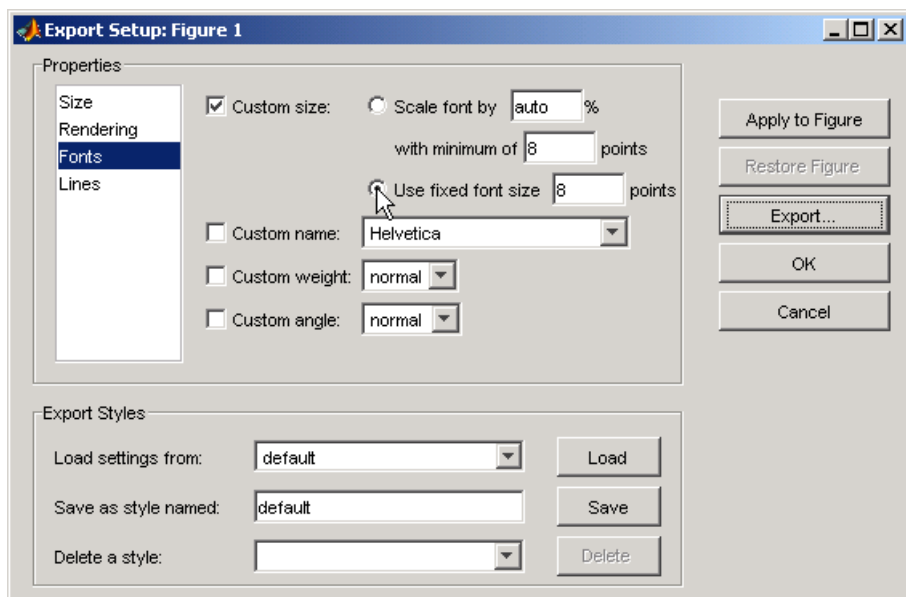 Export Setup: Figure 1
Properties
Size
Rendering
Fonts
Lines
Custom size:
Scale font by auto %
with minimum of 8 points
Use fixed font size 8 points
Custom name: Helvetica
Custom weight: normal
Custom angle: normal
Apply to Figure
Restore Figure
Export...
OK
Cancel
Export Styles
Load settings from: default Load
Save as style named: default Save
Delete a style: Delete